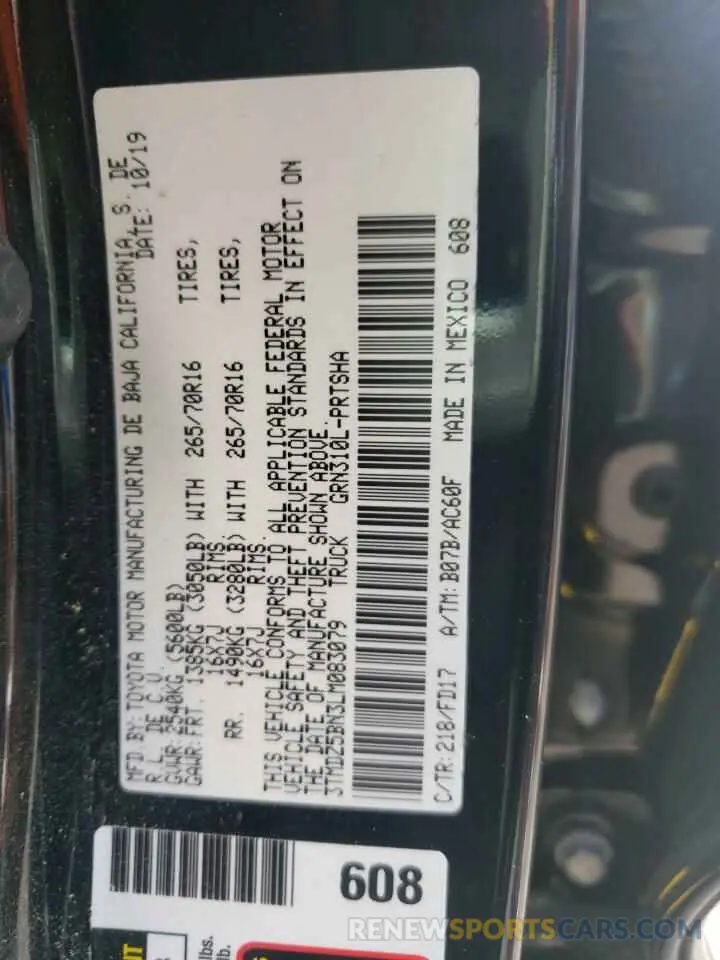 MFD. BY: TOYOTA MOTOR MANUFACTURING DE BAJA CALIFORNIA, S. DE
R L DE C V DATE: 10/19
GVWR: 2540KG (5600LB)
GAWR: FRT. 1385KG (3050LB) WITH 265/70R16 TIRES,
16X7J RIMS.
RR. 1490KG (3280LB) WITH 265/70R16 TIRES,
16X7J RIMS.
THIS VEHICLE CONFORMS TO ALL APPLICABLE FEDERAL MOTOR
VEHICLE SAFETY AND THEFT PREVENTION STANDARDS IN EFFECT ON
THE DATE OF MANUFACTURE SHOWN ABOVE.
3TMDZ5BN3LM083079 TRUCK GRN310L-PRTSHA
C/TR: 218/FD17 A/TM: B07B/AC60F MADE IN MEXICO 608
608
lbs.
lb.
RENEWSPORTSCARS.COM